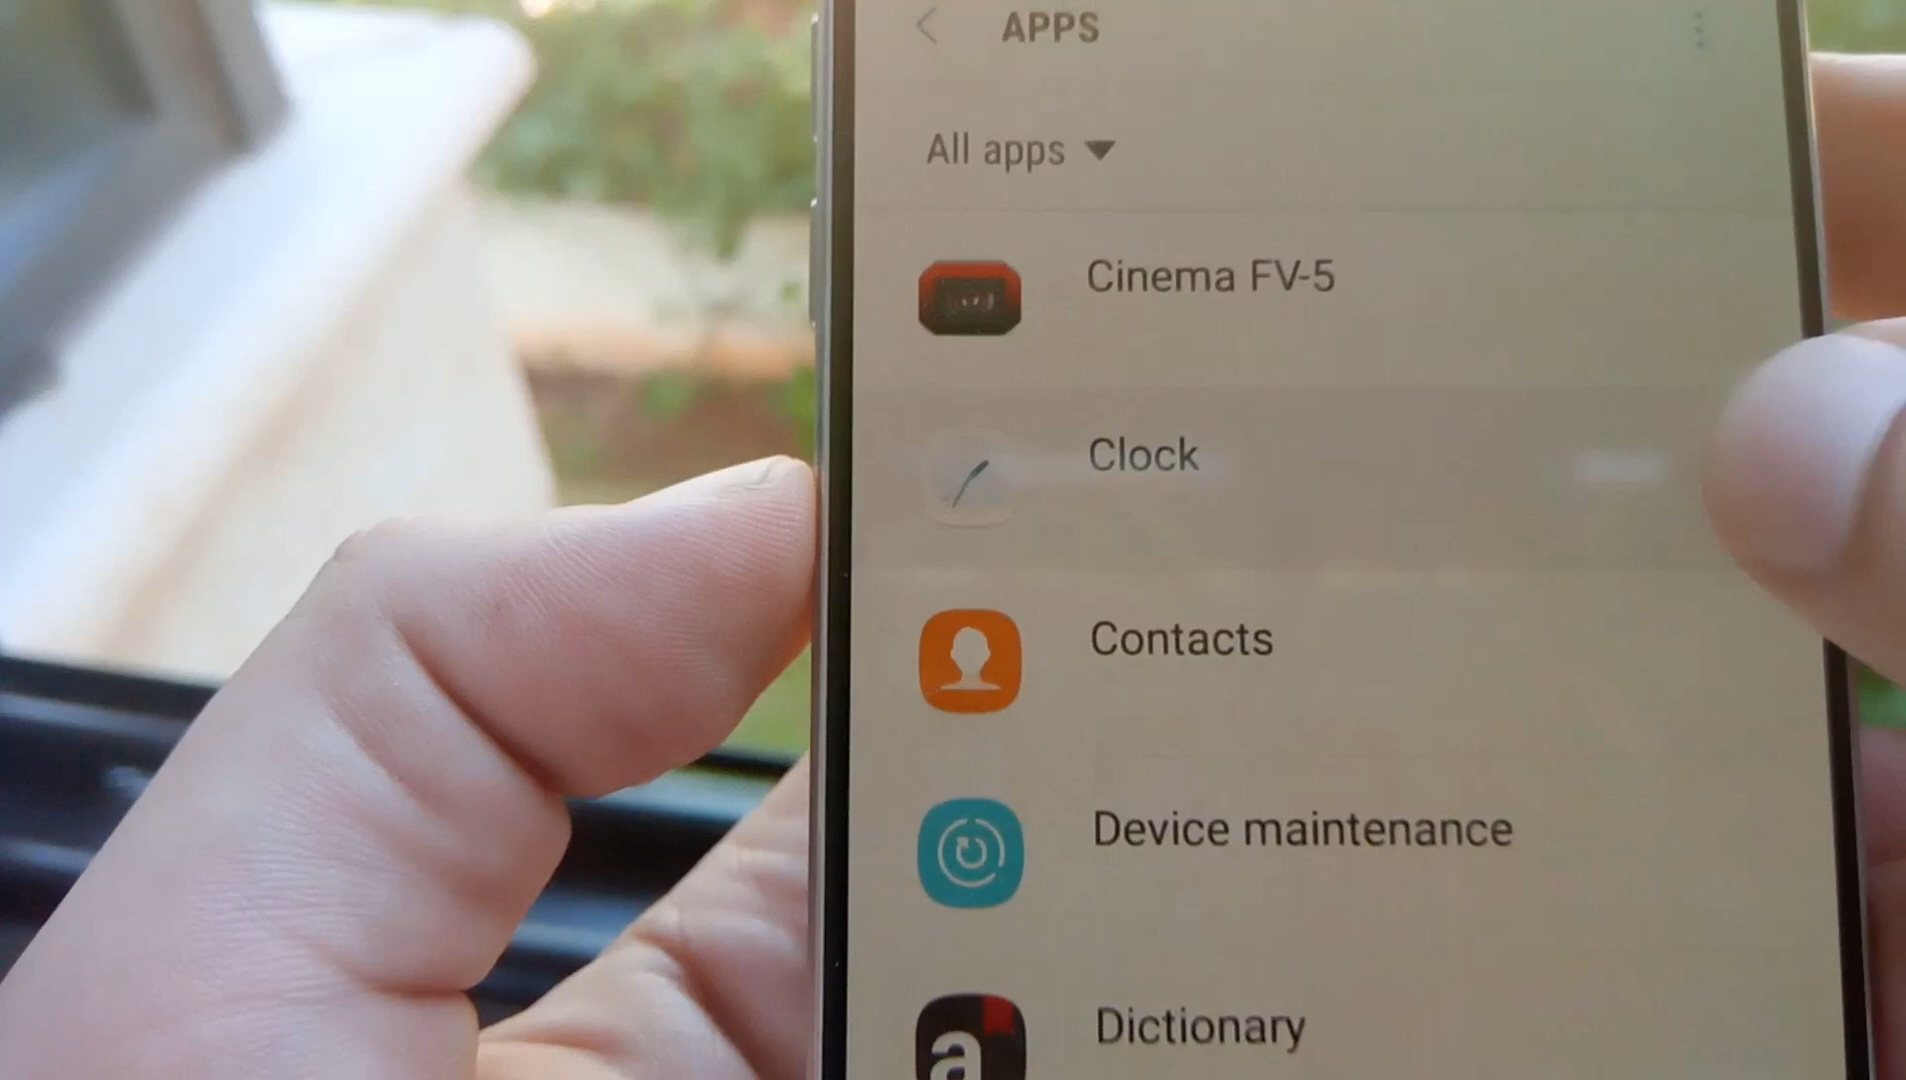 APPS
All apps
Cinema FV-5
Clock
Contacts
Device maintenance
a
Dictionary